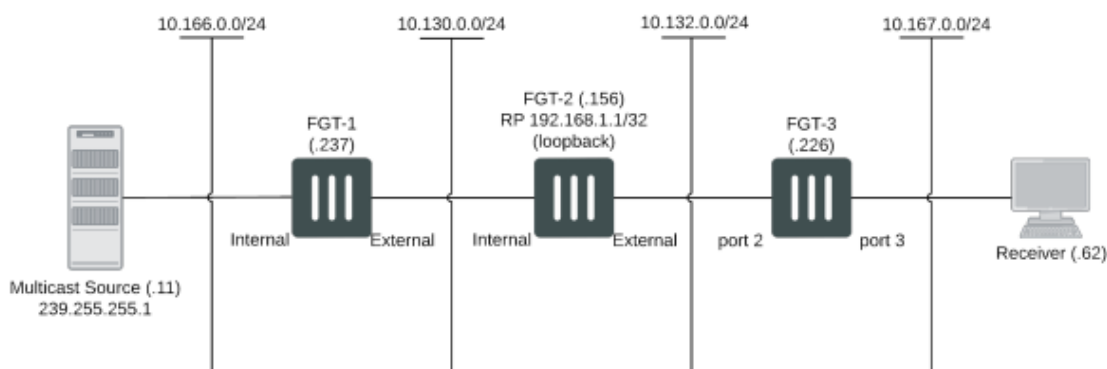 10.166.0.0/24
10.130.0.0/24
10.132.0.0/24
10.167.0.0/24
FGT-1
(.237)
FGT-2 (.156)
RP 192.168.1.1/32
(loopback)
FGT-3
(.226)
Internal
External
Internal
External
port 2
port 3
Multicast Source (.11)
239.255.255.1
Receiver (.62)